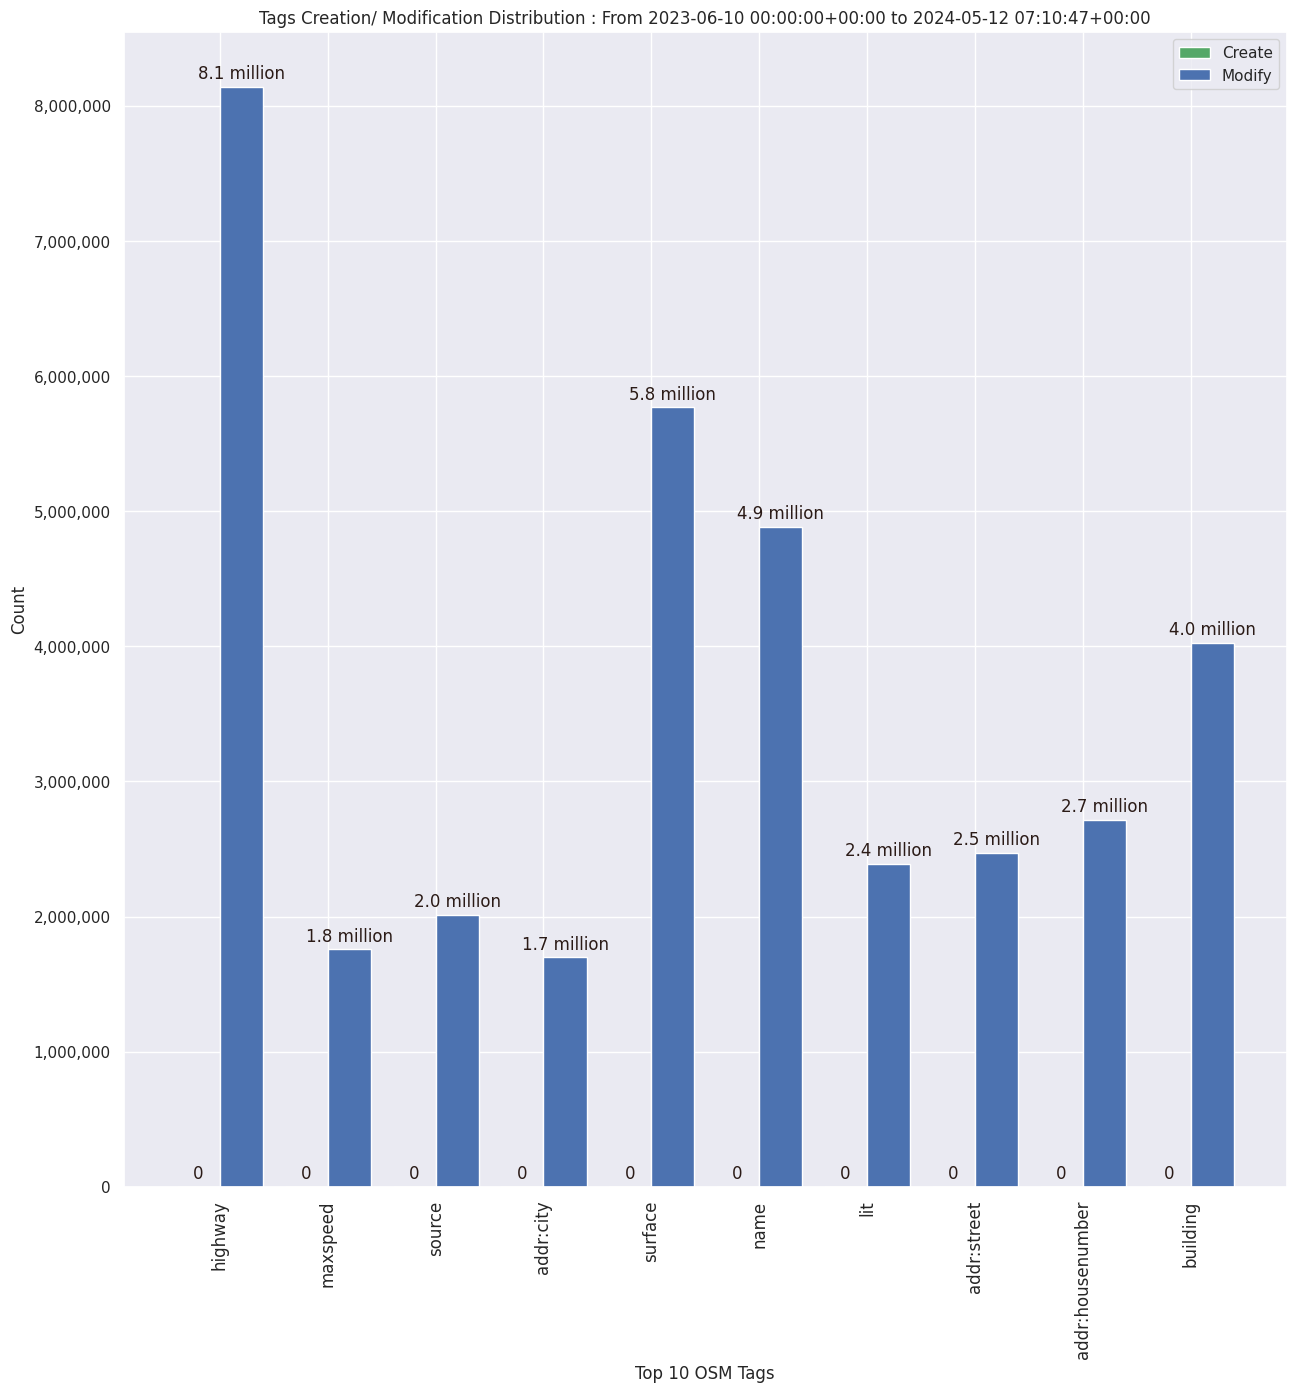 Tags Creation/ Modification Distribution : From 2023-06-10 00:00:00+00:00 to 2024-05-12 07:10:47+00:00
Create
Modify
8.1 million
8,000,000
7,000,000
6,000,000
5.8 million
5,000,000
4.9 million
Count
4,000,000
4.0 million
3,000,000
2.7 million
2.5 million
2.4 million
2,000,000
2.0 million
1.8 million
1.7 million
1,000,000
0
0 0 0 0 0 0 0 0 0 0
highway
maxspeed
source
addr:city
surface
name
lit
addr:street
addr:housenumber
building
Top 10 OSM Tags